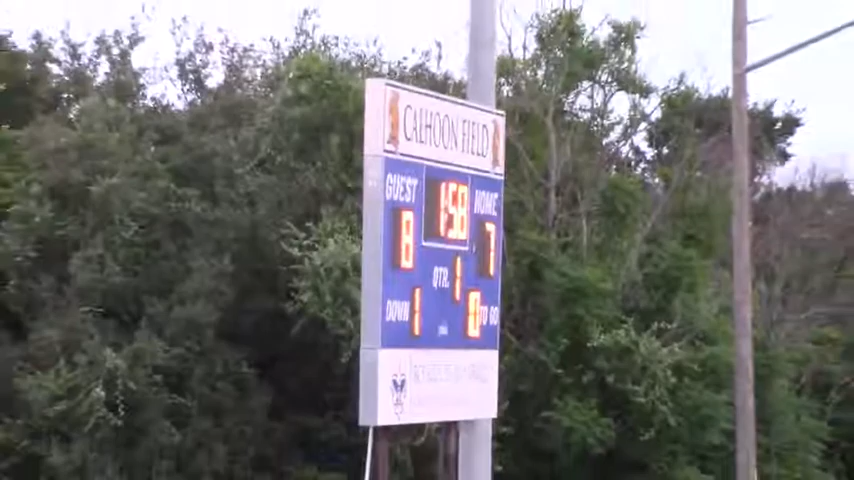 CALHOON FIELD
GUEST 1:58 HOME
8 7
QTR. 1
DOWN 1 0 TO GO